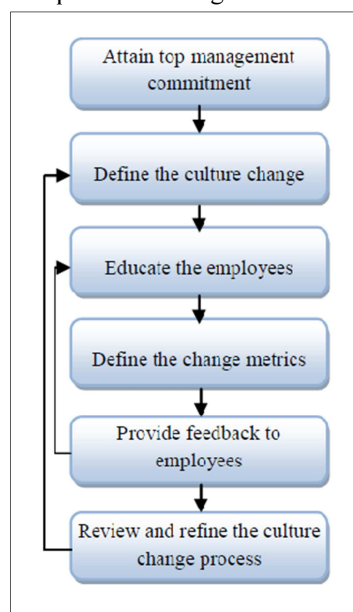 Attain top management
commitment
Define the culture change
Educate the employees
Define the change metrics
Provide feedback to
employees
Review and refine the culture
change process